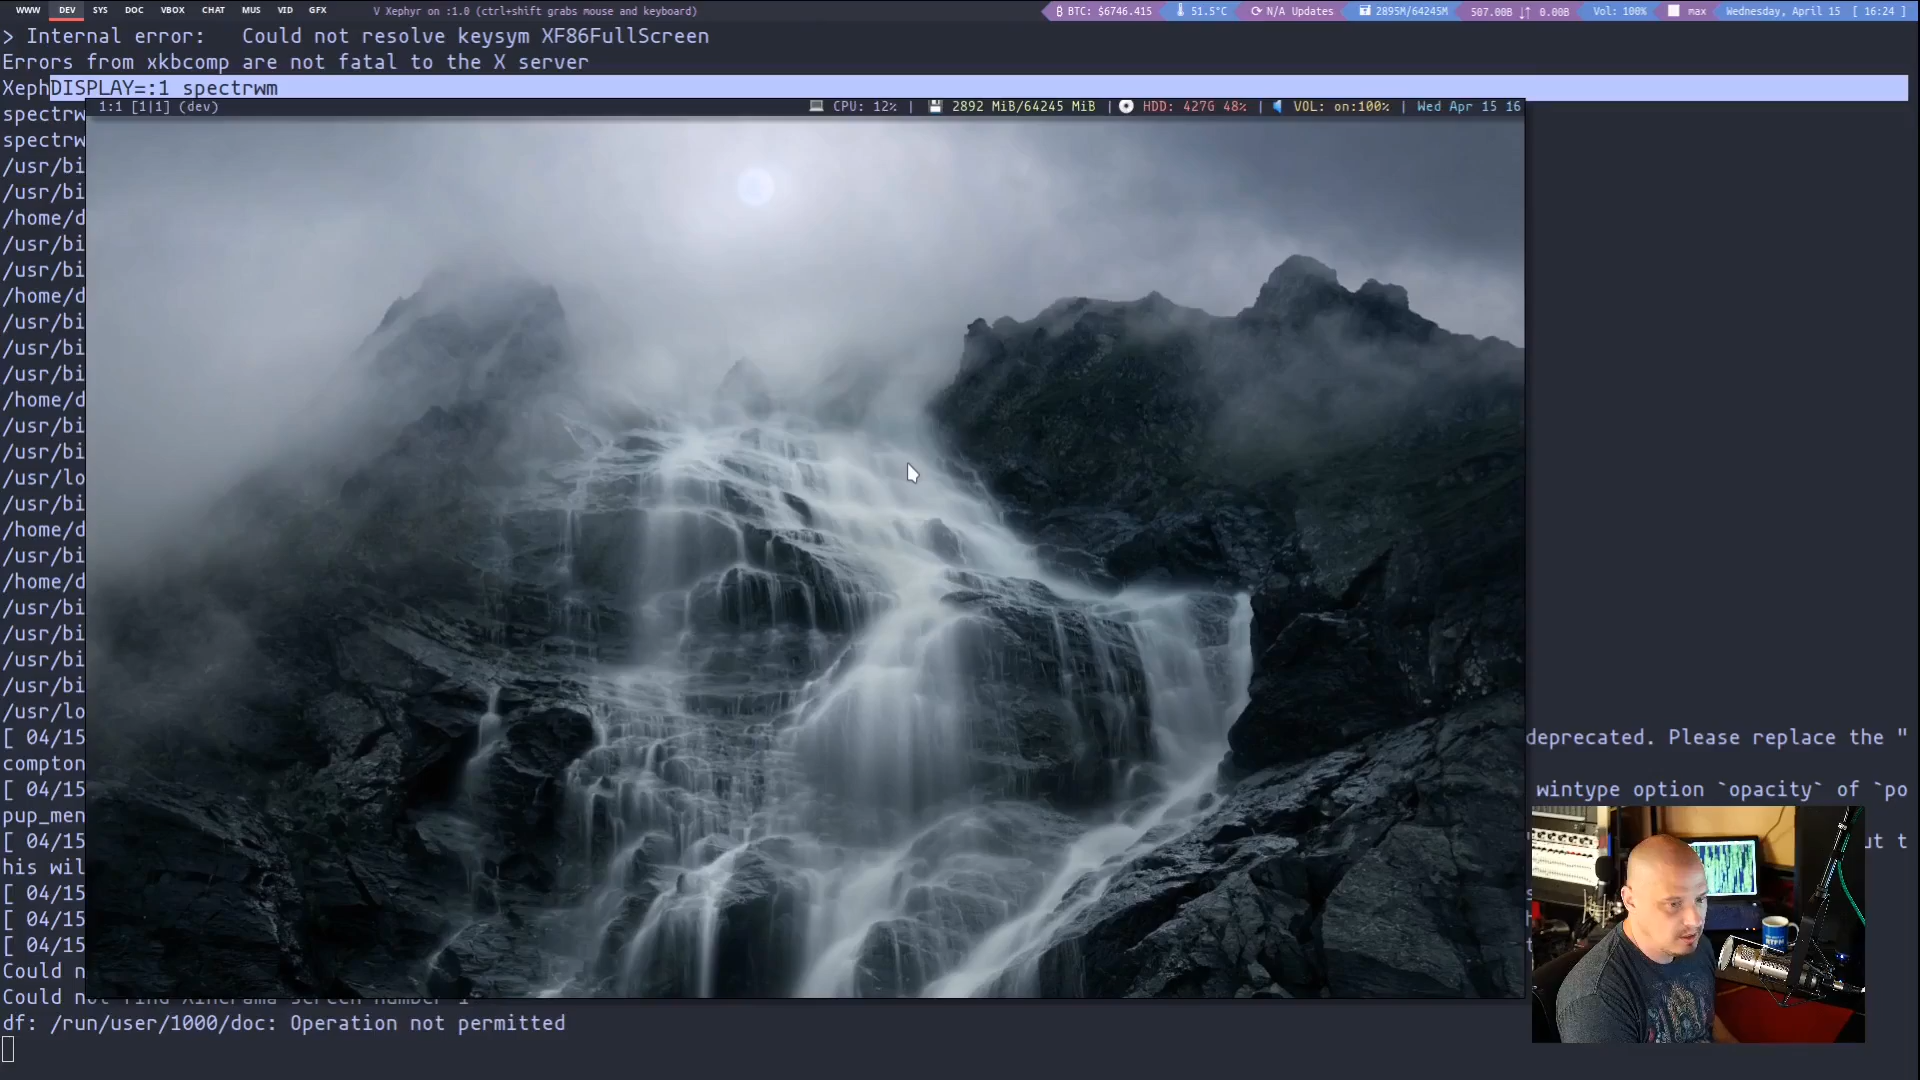 WWW DEV SYS DOC VBOX CHAT MUS VID GFX V Xephyr on :1.0 (ctrl+shift grabs mouse and keyboard) BTC: $6746.415 51.5°C N/A Updates 2895M/64245M 507.00B ↓↑ 0.00B Vol: 100% max Wednesday, April 15 [ 16:24 ]
> Internal error: Could not resolve keysym XF86FullScreen
Errors from xkbcomp are not fatal to the X server
XephDISPLAY=:1 spectrwm
1:1 [1|1] (dev) CPU: 12% | 2892 MiB/64245 MiB | HDD: 427G 48% | VOL: on:100% | Wed Apr 15 16
spectrw
spectrw
/usr/bi
/usr/bi
/home/d
/usr/bi
/usr/bi
/home/d
/usr/bi
/usr/bi
/usr/bi
/home/d
/usr/bi
/usr/bi
/usr/lo
/usr/bi
/home/d
/usr/bi
/home/d
/usr/bi
/usr/bi
/usr/bi
/usr/bi
/usr/lo
[ 04/15 deprecated. Please replace the "
compton
[ 04/15 wintype option `opacity` of `po
pup_men
[ 04/15 ut t
his wil
[ 04/15
[ 04/15
[ 04/15
Could n
Could not find Xinerama screen number 1
df: /run/user/1000/doc: Operation not permitted